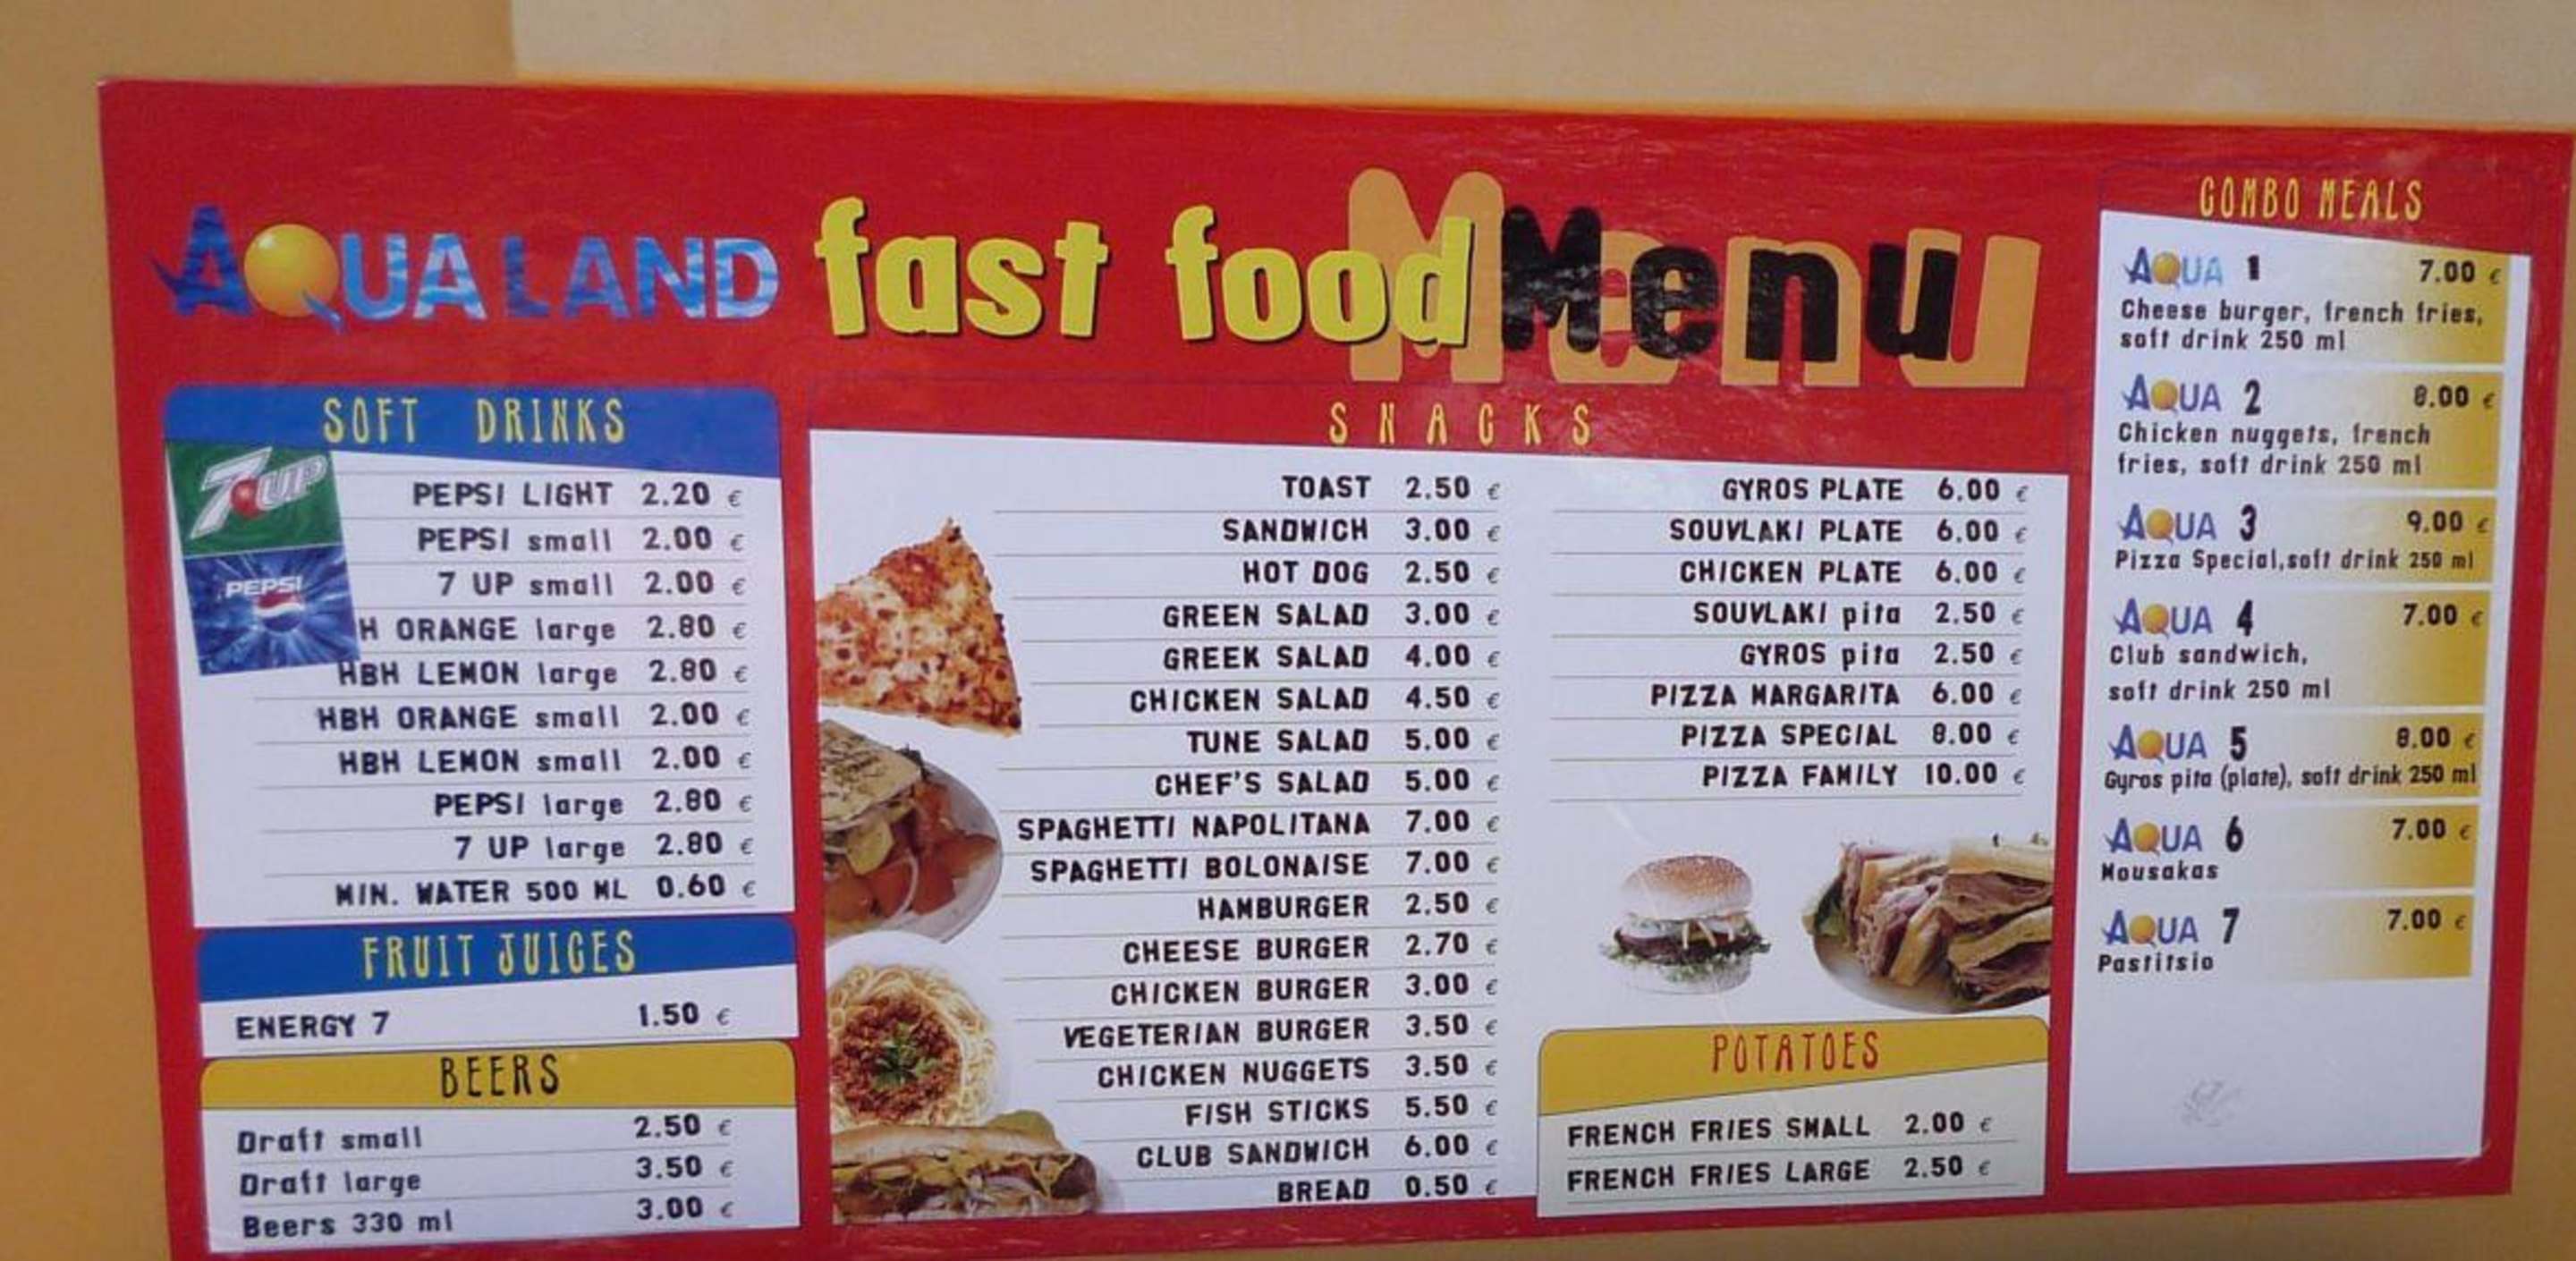 AQUALAND fast food Menu
SOFT DRINKS
7UP
PEPSI
PEPSI LIGHT 2.20 €
PEPSI small 2.00 €
7 UP small 2.00 €
H ORANGE large 2.80 €
HBH LEMON large 2.80 €
HBH ORANGE small 2.00 €
HBH LEMON small 2.00 €
PEPSI large 2.80 €
7 UP large 2.80 €
MIN. WATER 500 ML 0.60 €
FRUIT JUICES
ENERGY 7 1.50 €
BEERS
Draft small 2.50 €
Draft large 3.50 €
Beers 330 ml 3.00 €
SNACKS
TOAST 2.50 €
SANDWICH 3.00 €
HOT DOG 2.50 €
GREEN SALAD 3.00 €
GREEK SALAD 4.00 €
CHICKEN SALAD 4.50 €
TUNE SALAD 5.00 €
CHEF'S SALAD 5.00 €
SPAGHETTI NAPOLITANA 7.00 €
SPAGHETTI BOLONAISE 7.00 €
HAMBURGER 2.50 €
CHEESE BURGER 2.70 €
CHICKEN BURGER 3.00 €
VEGETERIAN BURGER 3.50 €
CHICKEN NUGGETS 3.50 €
FISH STICKS 5.50 €
CLUB SANDWICH 6.00 €
BREAD 0.50 €
GYROS PLATE 6.00 €
SOUVLAKI PLATE 6.00 €
CHICKEN PLATE 6.00 €
SOUVLAKI pita 2.50 €
GYROS pita 2.50 €
PIZZA MARGARITA 6.00 €
PIZZA SPECIAL 8.00 €
PIZZA FAMILY 10.00 €
POTATOES
FRENCH FRIES SMALL 2.00 €
FRENCH FRIES LARGE 2.50 €
COMBO MEALS
AQUA 1 7.00 €
Cheese burger, french fries,
soft drink 250 ml
AQUA 2 8.00 €
Chicken nuggets, french
fries, soft drink 250 ml
AQUA 3 9.00 €
Pizza Special,soft drink 250 ml
AQUA 4 7.00 €
Club sandwich,
soft drink 250 ml
AQUA 5 8.00 €
Gyros pita (plate), soft drink 250 ml
AQUA 6 7.00 €
Mousakas
AQUA 7 7.00 €
Pastitsio